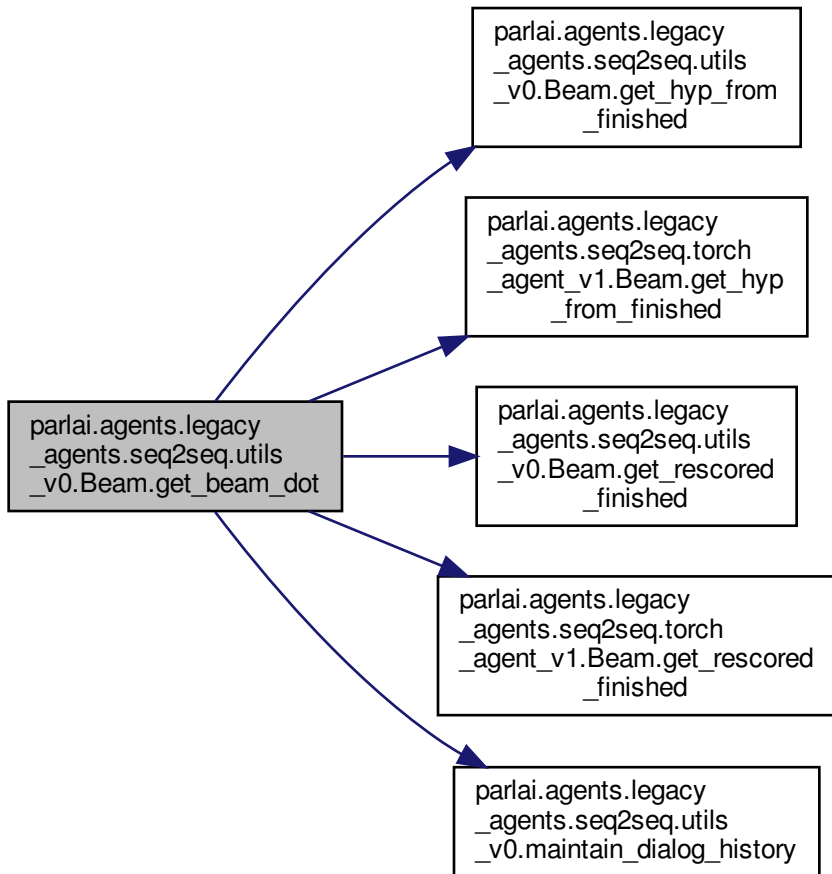 parlai.agents.legacy
_agents.seq2seq.utils
_v0.Beam.get_hyp_from
_finished
parlai.agents.legacy
_agents.seq2seq.torch
_agent_v1.Beam.get_hyp
_from_finished
parlai.agents.legacy
_agents.seq2seq.utils
_v0.Beam.get_beam_dot
parlai.agents.legacy
_agents.seq2seq.utils
_v0.Beam.get_rescored
_finished
parlai.agents.legacy
_agents.seq2seq.torch
_agent_v1.Beam.get_rescored
_finished
parlai.agents.legacy
_agents.seq2seq.utils
_v0.maintain_dialog_history